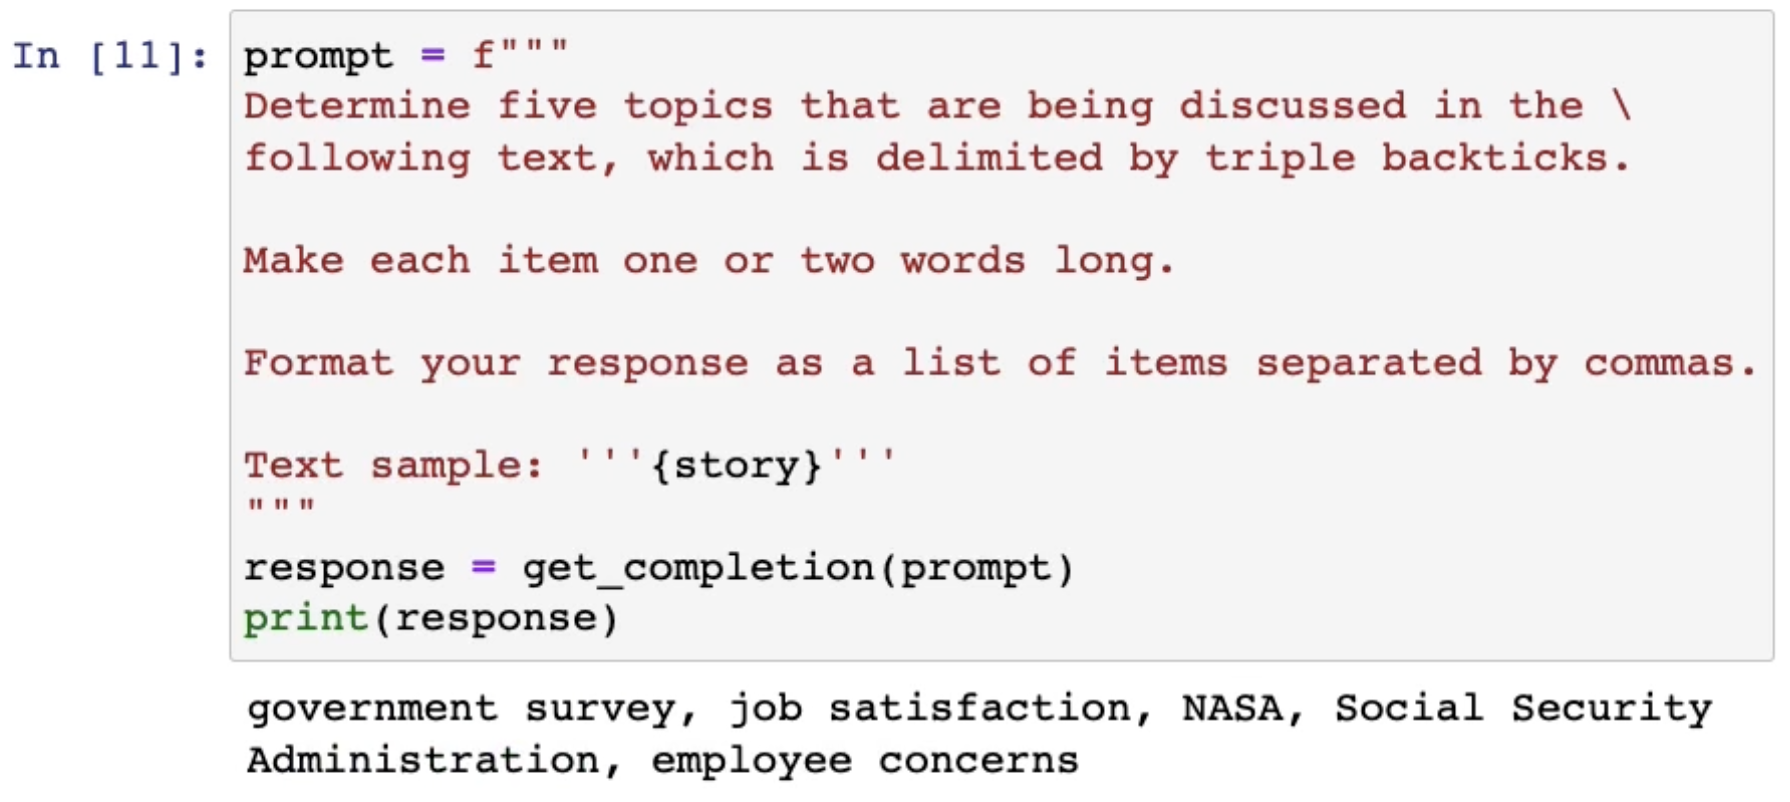 In [11]: prompt = f"""
Determine five topics that are being discussed in the \
following text, which is delimited by triple backticks.
Make each item one or two words long.
Format your response as a list of items separated by commas.
Text sample: '''{story}'''
"""
response = get_completion(prompt)
print(response)
government survey, job satisfaction, NASA, Social Security
Administration, employee concerns